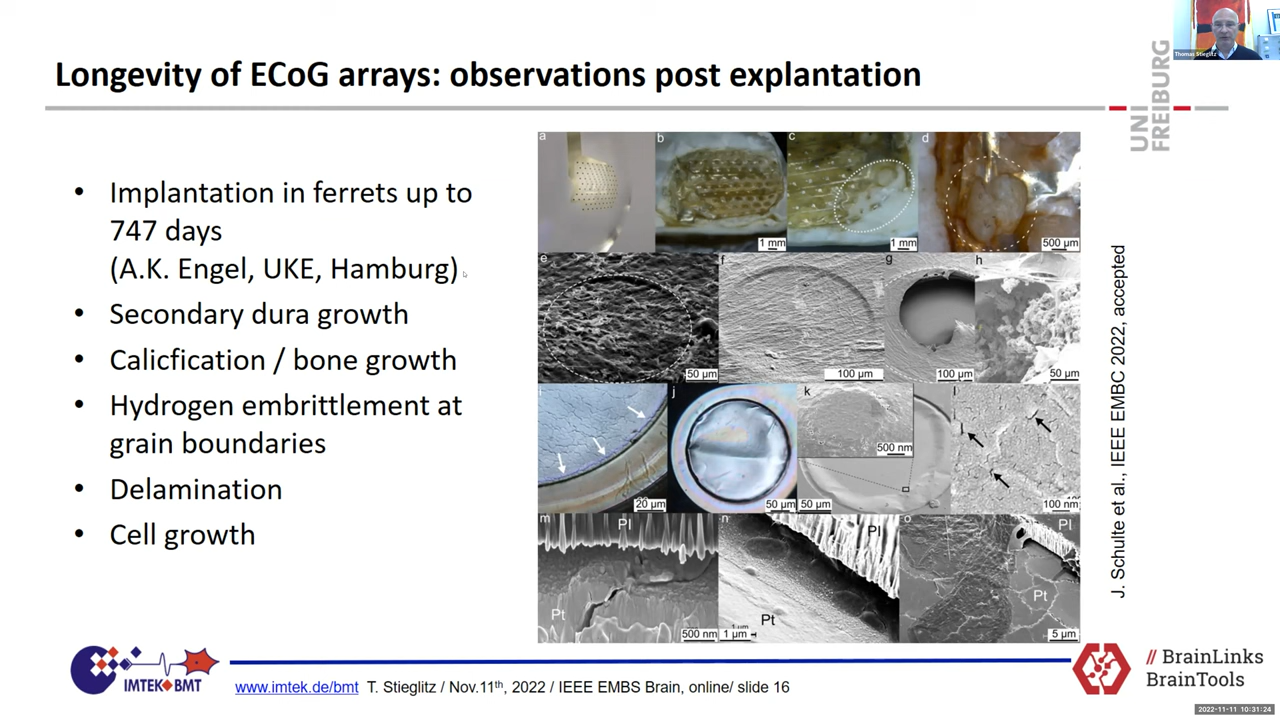 Thomas Stieglitz
Longevity of ECoG arrays: observations post explantation
UNI
FREIBURG
• Implantation in ferrets up to
747 days
(A.K. Engel, UKE, Hamburg)
• Secondary dura growth
• Calicfication / bone growth
• Hydrogen embrittlement at
grain boundaries
• Delamination
• Cell growth
a b c d
1 mm 1 mm 500 µm
e f g h
50 µm 100 µm 100 µm 50 µm
i j k l
500 nm
20 µm 50 µm 50 µm 100 nm
m PI n PI o PI
Pt Pt Pt
500 nm 1 µm 5 µm
J. Schulte et al., IEEE EMBC 2022, accepted
IMTEK BMT
www.imtek.de/bmt T. Stieglitz / Nov.11th, 2022 / IEEE EMBS Brain, online/ slide 16
// BrainLinks
BrainTools
2022-11-11 10:31:24